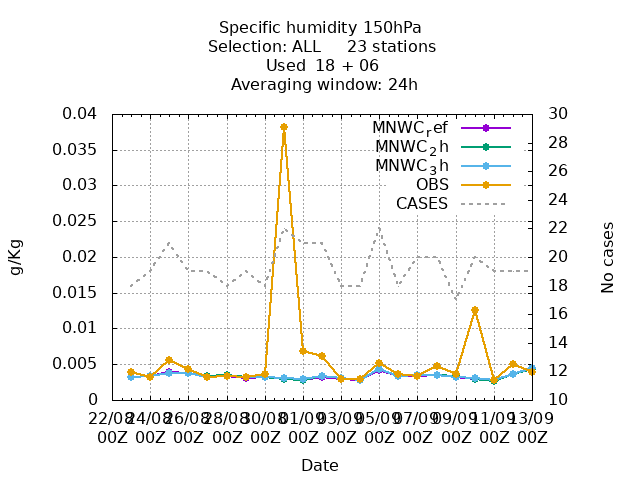 Specific humidity 150hPa
Selection: ALL 23 stations
Used 18 + 06
Averaging window: 24h
g/Kg
0.04
0.035
0.03
0.025
0.02
0.015
0.01
0.005
0
30
28
26
24
22
20
18
16
14
12
10
No cases
MNWCref
MNWC2h
MNWC3h
OBS
CASES
22/08 24/08 26/08 28/08 30/08 01/09 03/09 05/09 07/09 09/09 11/09 13/09
00Z 00Z 00Z 00Z 00Z 00Z 00Z 00Z 00Z 00Z 00Z 00Z
Date